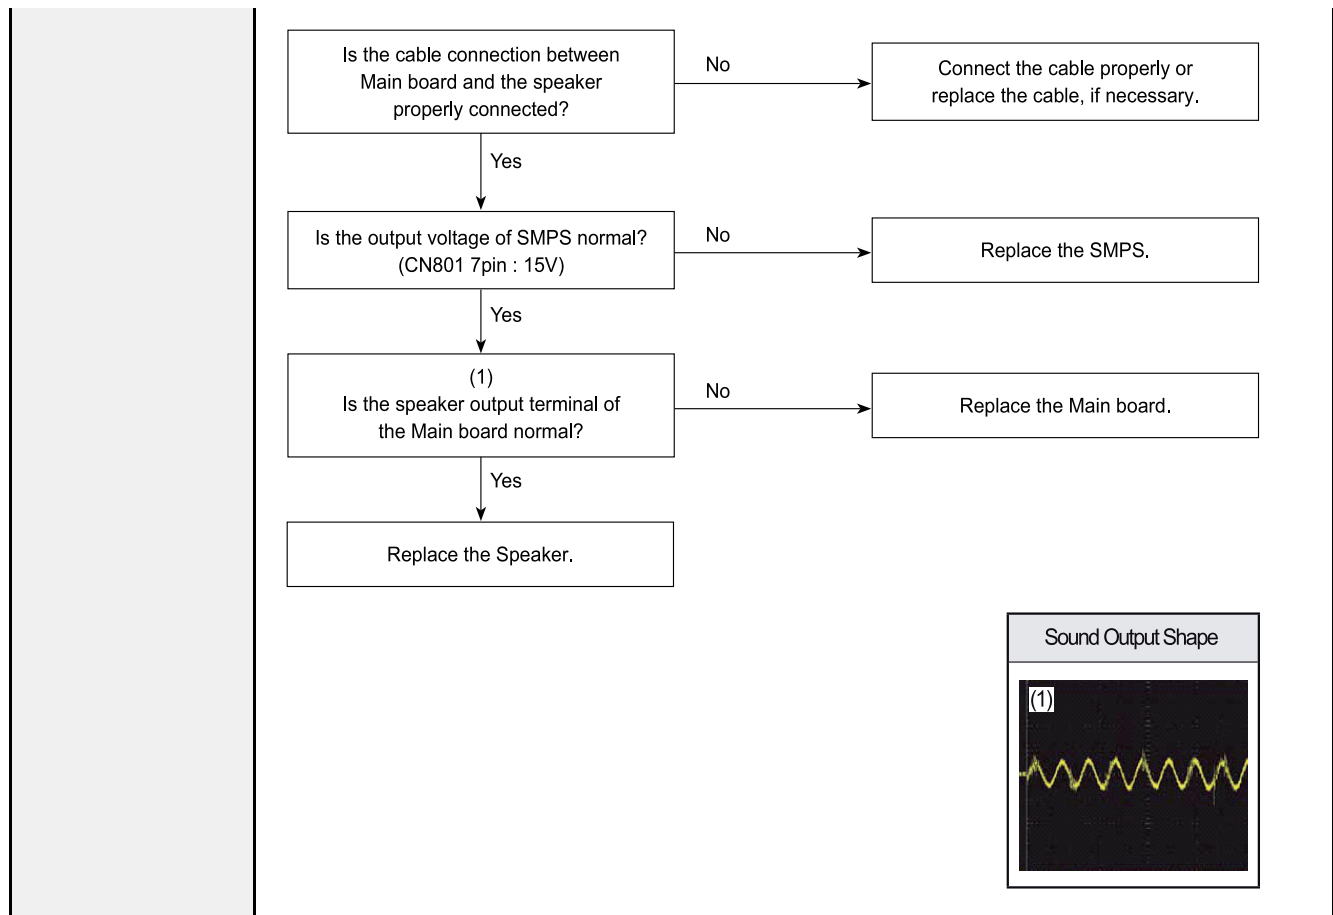 Is the cable connection between
Main board and the speaker
properly connected?
No
Connect the cable properly or
replace the cable, if necessary.
Yes
Is the output voltage of SMPS normal?
(CN801 7pin : 15V)
No
Replace the SMPS.
Yes
(1)
Is the speaker output terminal of
the Main board normal?
No
Replace the Main board.
Yes
Replace the Speaker.
Sound Output Shape
(1)